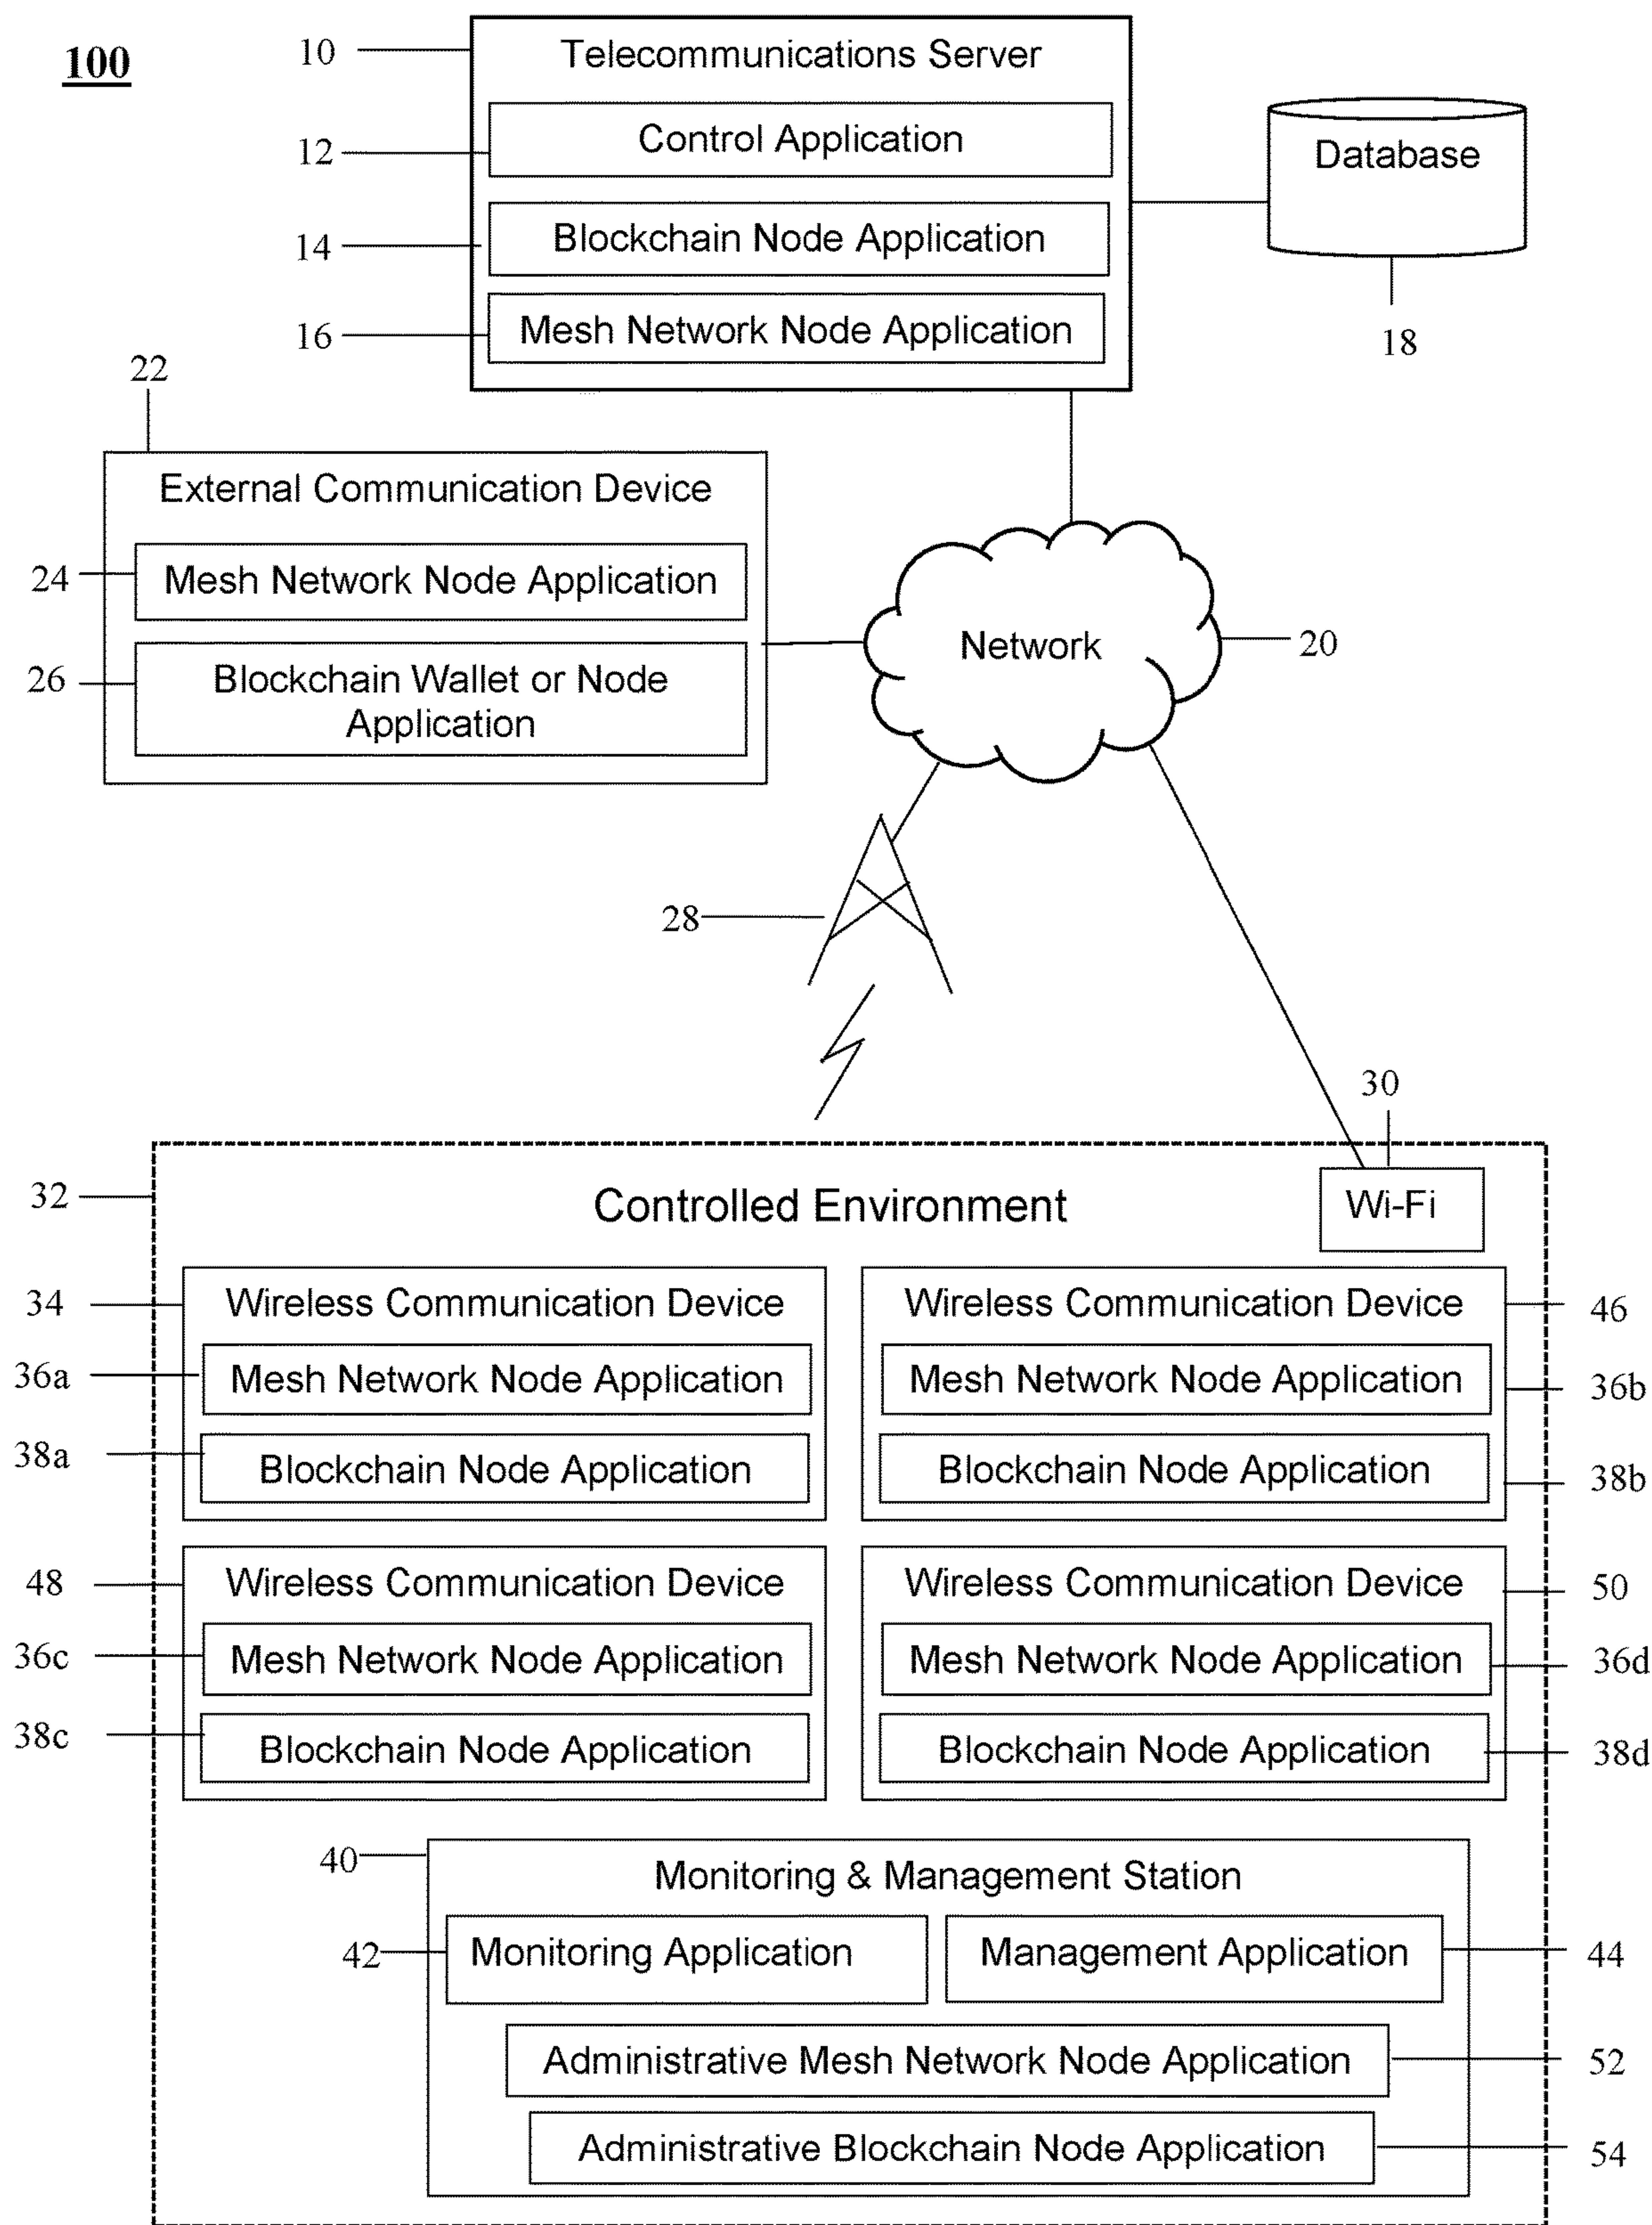 100
10
Telecommunications Server
12
Control Application
Database
14
Blockchain Node Application
16
Mesh Network Node Application
18
22
External Communication Device
24
Mesh Network Node Application
26
Blockchain Wallet or Node
Application
Network
20
28
30
32
Controlled Environment
Wi-Fi
34
Wireless Communication Device
Wireless Communication Device
46
36a
Mesh Network Node Application
Mesh Network Node Application
36b
38a
Blockchain Node Application
Blockchain Node Application
38b
48
Wireless Communication Device
Wireless Communication Device
50
36c
Mesh Network Node Application
Mesh Network Node Application
36d
38c
Blockchain Node Application
Blockchain Node Application
38d
40
Monitoring & Management Station
42
Monitoring Application
Management Application
44
Administrative Mesh Network Node Application
52
Administrative Blockchain Node Application
54